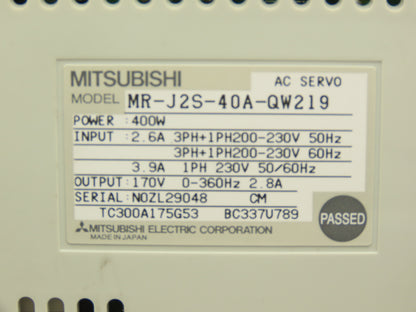 MITSUBISHI AC SERVO
MODEL MR-J2S-40A-QW219
POWER : 400W
INPUT : 2.6A 3PH+1PH200-230V 50Hz
3PH+1PH200-230V 60Hz
3.9A 1PH 230V 50/60Hz
OUTPUT: 170V 0-360Hz 2.8A
SERIAL: N0ZL29048 CM
TC300A175G53 BC337U789
PASSED
MITSUBISHI ELECTRIC CORPORATION
MADE IN JAPAN